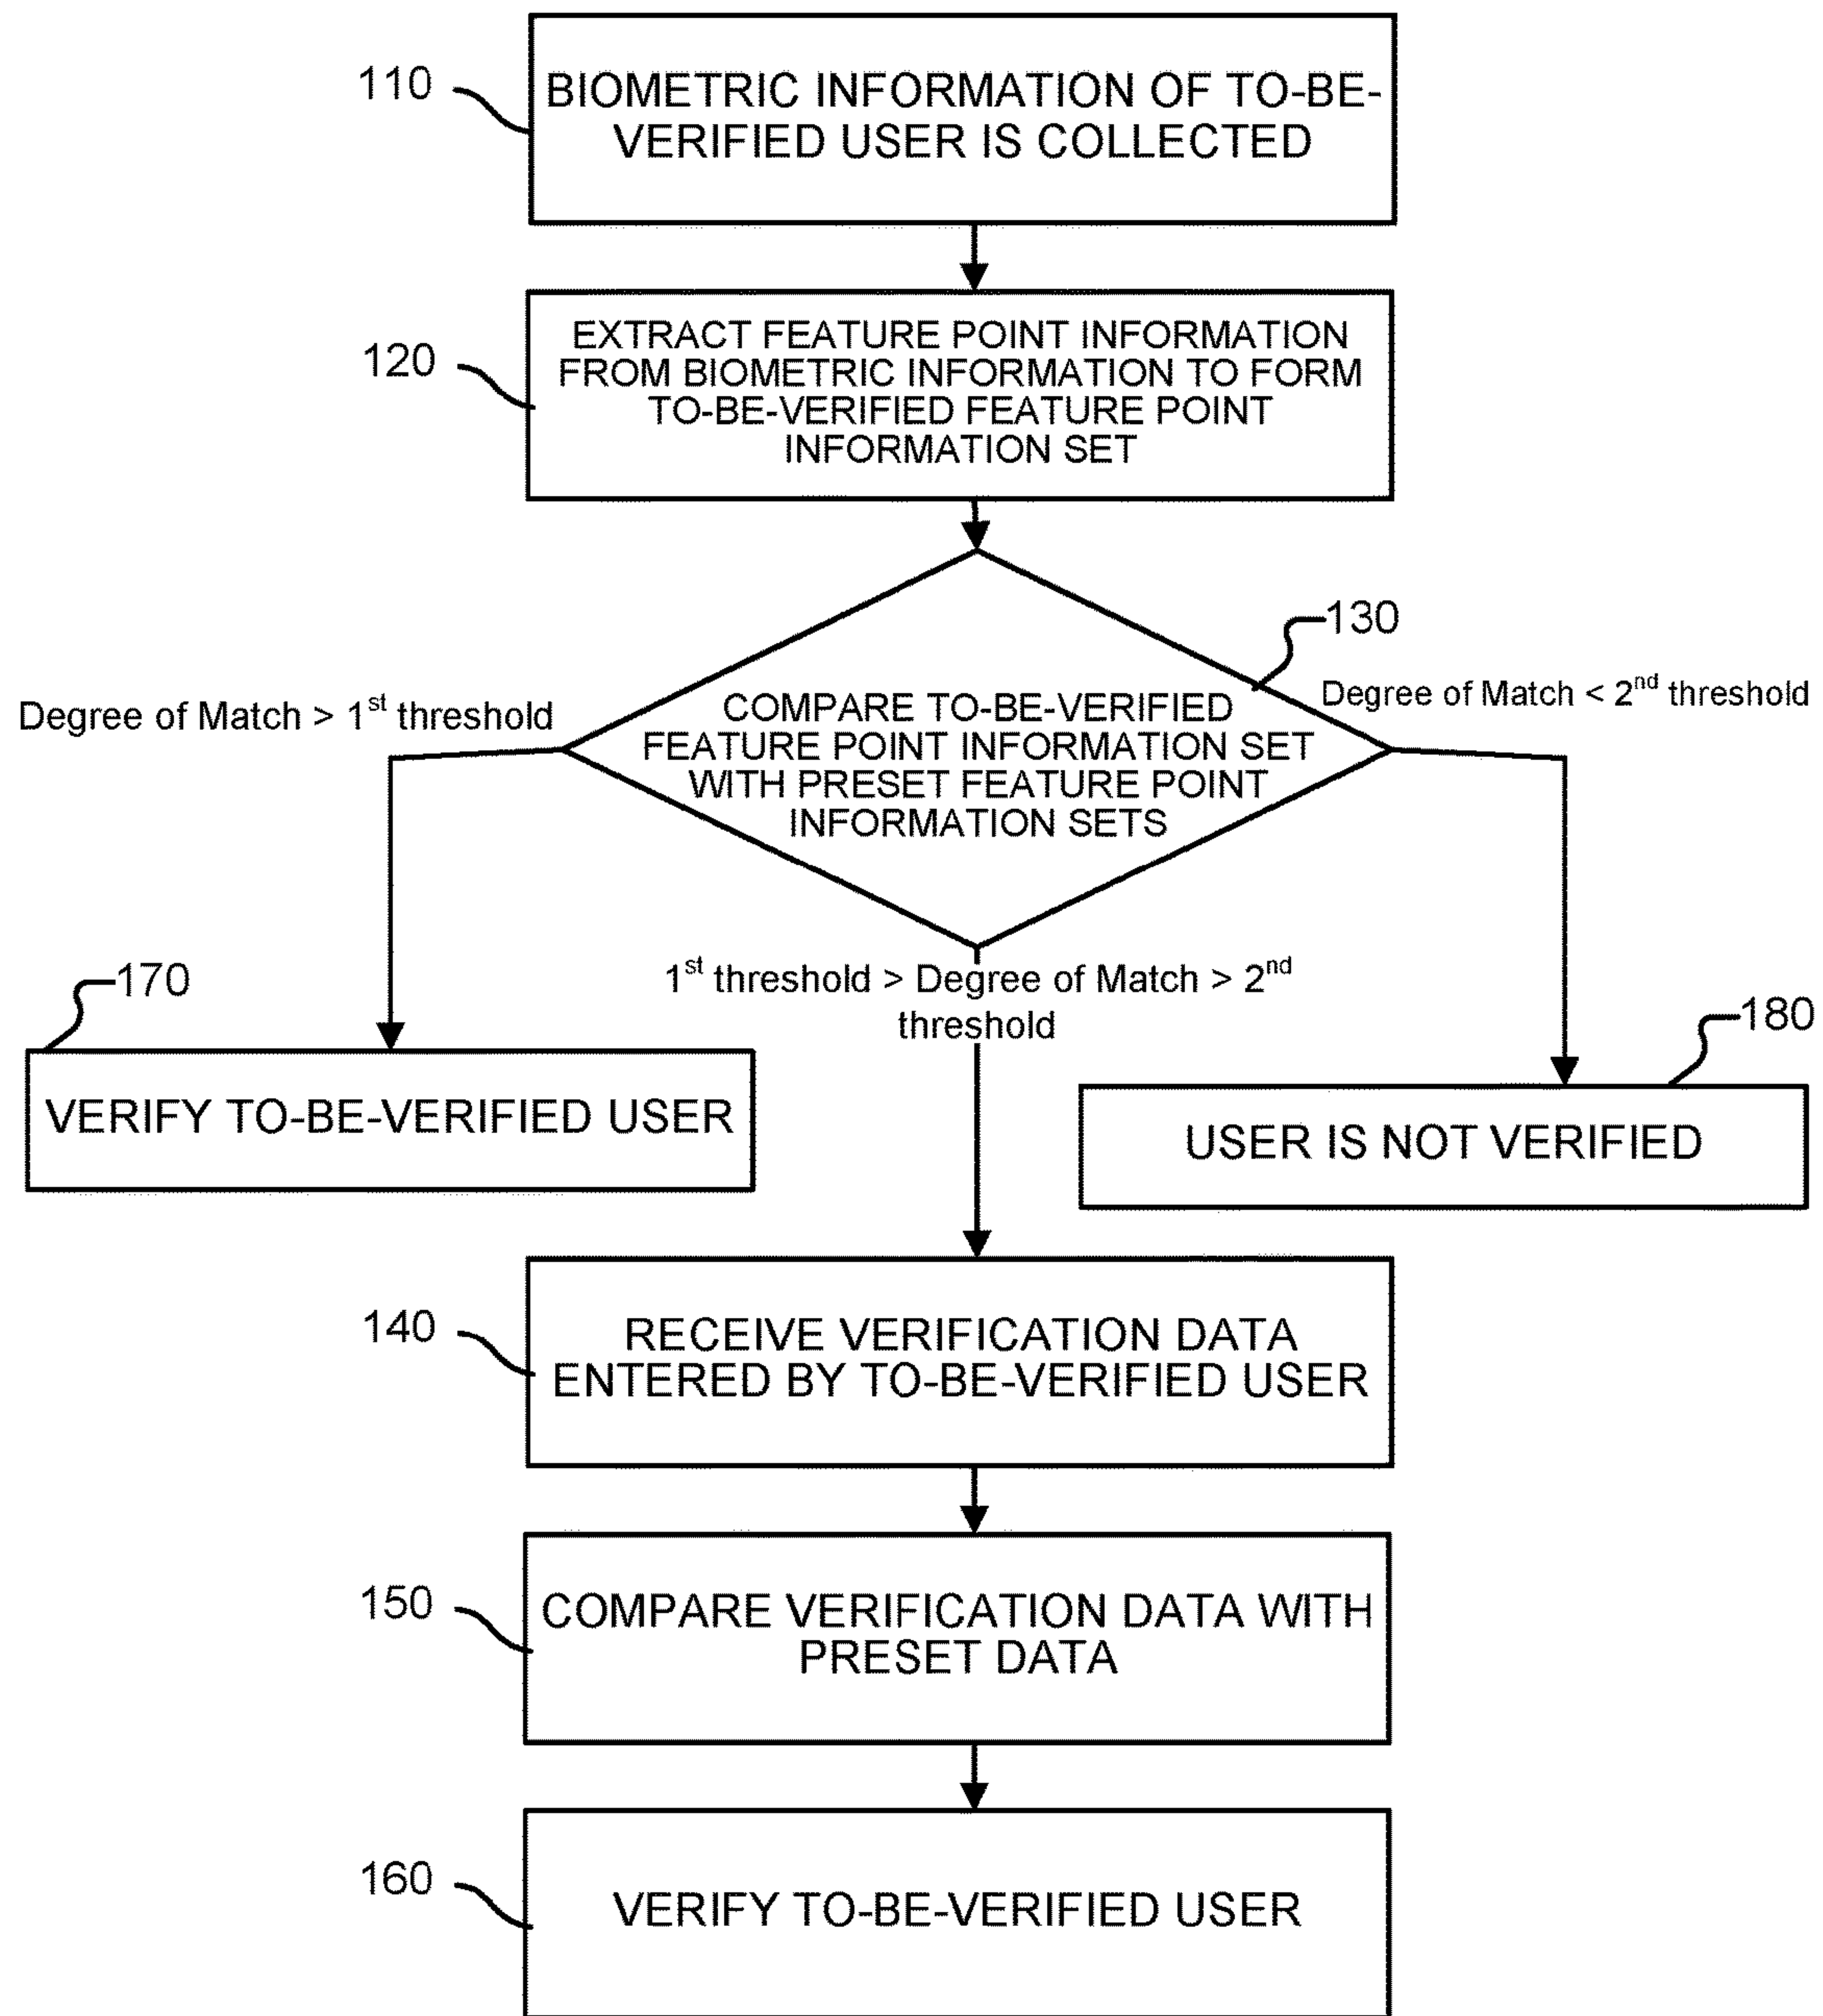 110
BIOMETRIC INFORMATION OF TO-BE-
VERIFIED USER IS COLLECTED
120
EXTRACT FEATURE POINT INFORMATION
FROM BIOMETRIC INFORMATION TO FORM
TO-BE-VERIFIED FEATURE POINT
INFORMATION SET
130
Degree of Match > 1st threshold
COMPARE TO-BE-VERIFIED
FEATURE POINT INFORMATION SET
WITH PRESET FEATURE POINT
INFORMATION SETS
Degree of Match < 2nd threshold
1st threshold > Degree of Match > 2nd
threshold
170
VERIFY TO-BE-VERIFIED USER
180
USER IS NOT VERIFIED
140
RECEIVE VERIFICATION DATA
ENTERED BY TO-BE-VERIFIED USER
150
COMPARE VERIFICATION DATA WITH
PRESET DATA
160
VERIFY TO-BE-VERIFIED USER